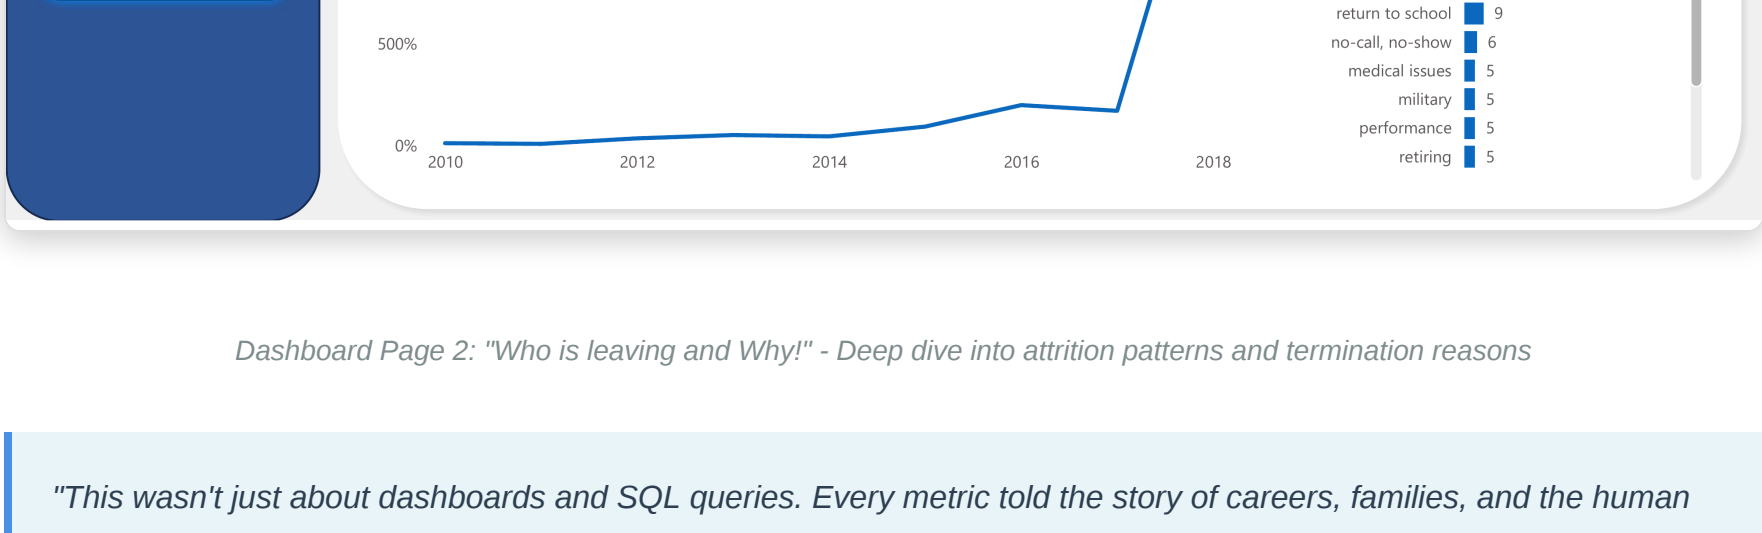 return to school 9
500%
no-call, no-show 6
medical issues 5
military 5
performance 5
0%
retiring 5
2010 2012 2014 2016 2018
Dashboard Page 2: "Who is leaving and Why!" - Deep dive into attrition patterns and termination reasons
"This wasn't just about dashboards and SQL queries. Every metric told the story of careers, families, and the human